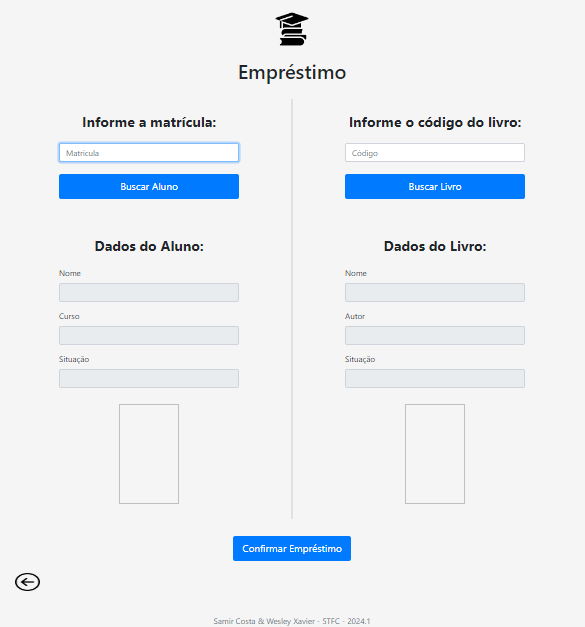 Empréstimo
Informe a matrícula:
Matrícula
Buscar Aluno
Dados do Aluno:
Nome
Curso
Situação
Informe o código do livro:
Código
Buscar Livro
Dados do Livro:
Nome
Autor
Situação
Confirmar Empréstimo
Samir Costa & Wesley Xavier - STFC - 2024.1